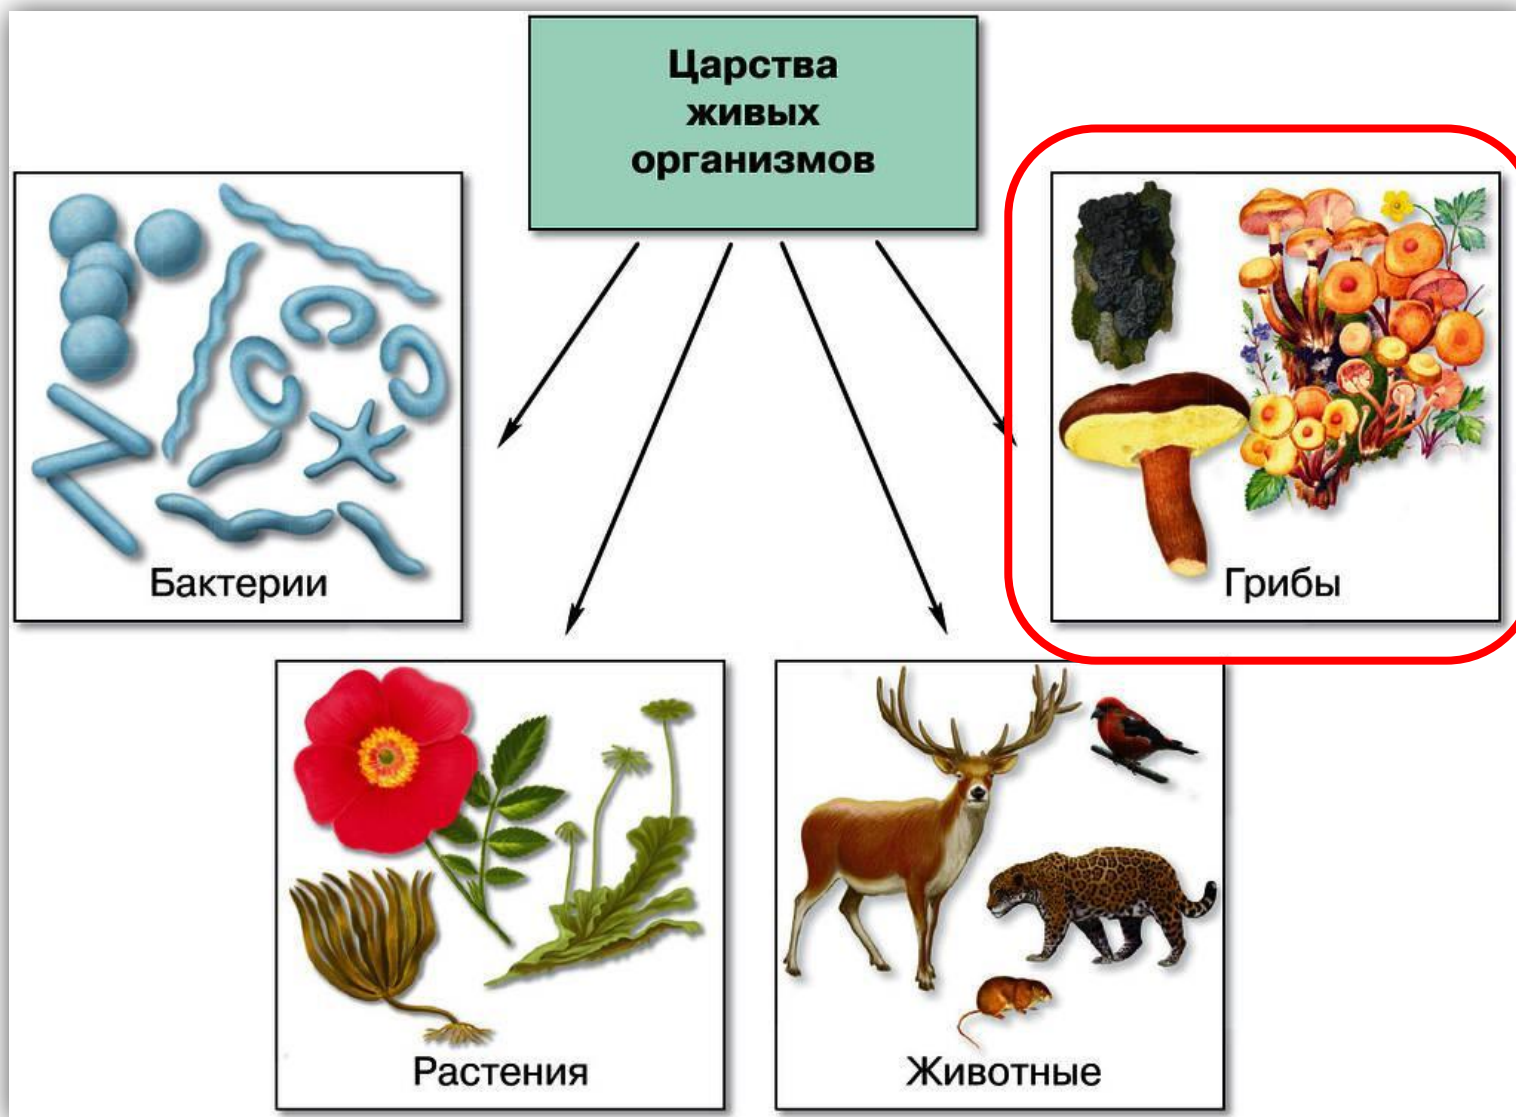 Царства
живых
организмов
Бактерии
Грибы
Растения
Животные